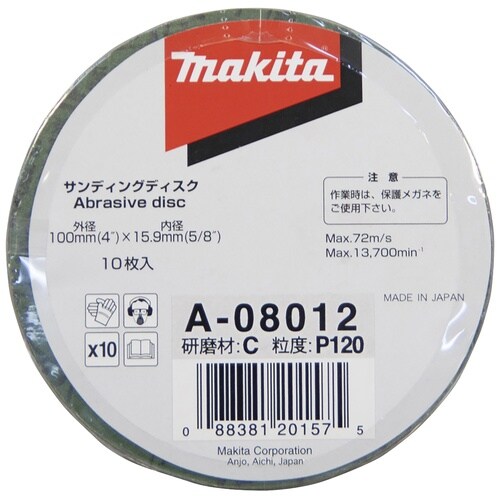 makita
サンディングディスク
Abrasive disc
外径 内径
100mm(4")×15.9mm(5/8")
10枚入
注 意
作業時は、保護メガネを
ご使用下さい。
Max.72m/s
Max.13,700min⁻¹
MADE IN JAPAN
x10
A-08012
研磨材:C 粒度:P120
0 88381 20157 5
Makita Corporation
Anjo, Aichi, Japan